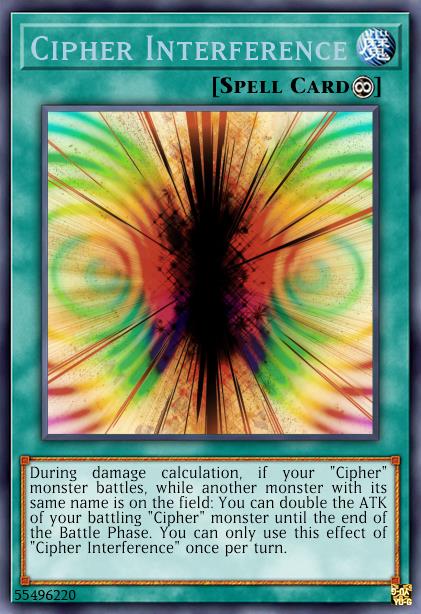 CIPHER INTERFERENCE
魔
[SPELL CARD∞]
During damage calculation, if your "Cipher"
monster battles, while another monster with its
same name is on the field: You can double the ATK
of your battling "Cipher" monster until the end of
the Battle Phase. You can only use this effect of
"Cipher Interference" once per turn.
55496220